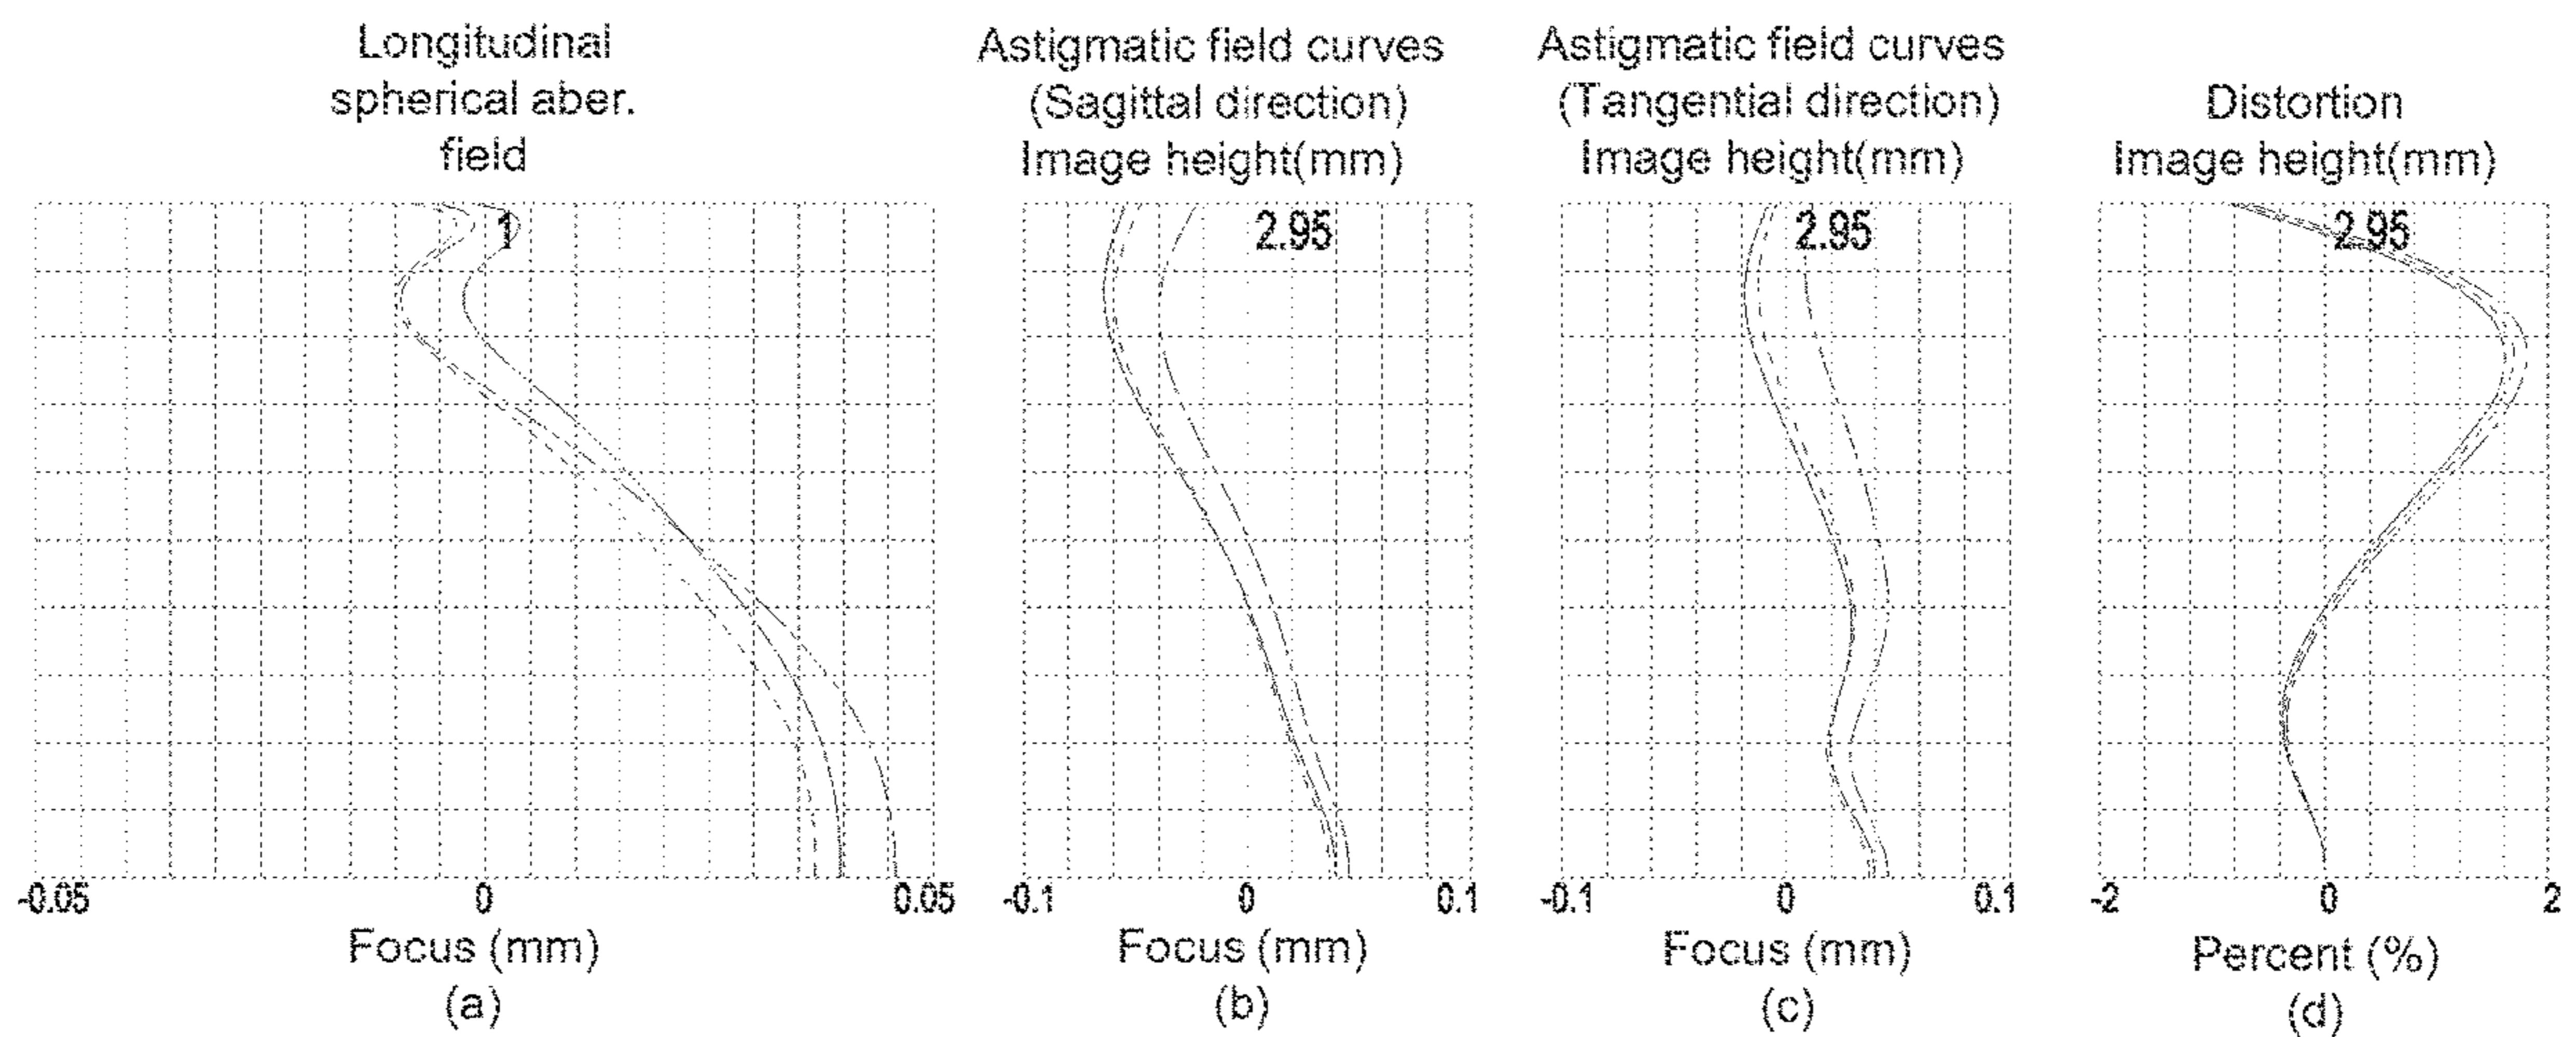 Longitudinal
spherical aber.
field
1
-0.05 0 0.05
Focus (mm)
(a)
Astigmatic field curves
(Sagittal direction)
Image height(mm)
2.95
-0.1 0 0.1
Focus (mm)
(b)
Astigmatic field curves
(Tangential direction)
Image height(mm)
2.95
-0.1 0 0.1
Focus (mm)
(c)
Distortion
Image height(mm)
2.95
-2 0 2
Percent (%)
(d)